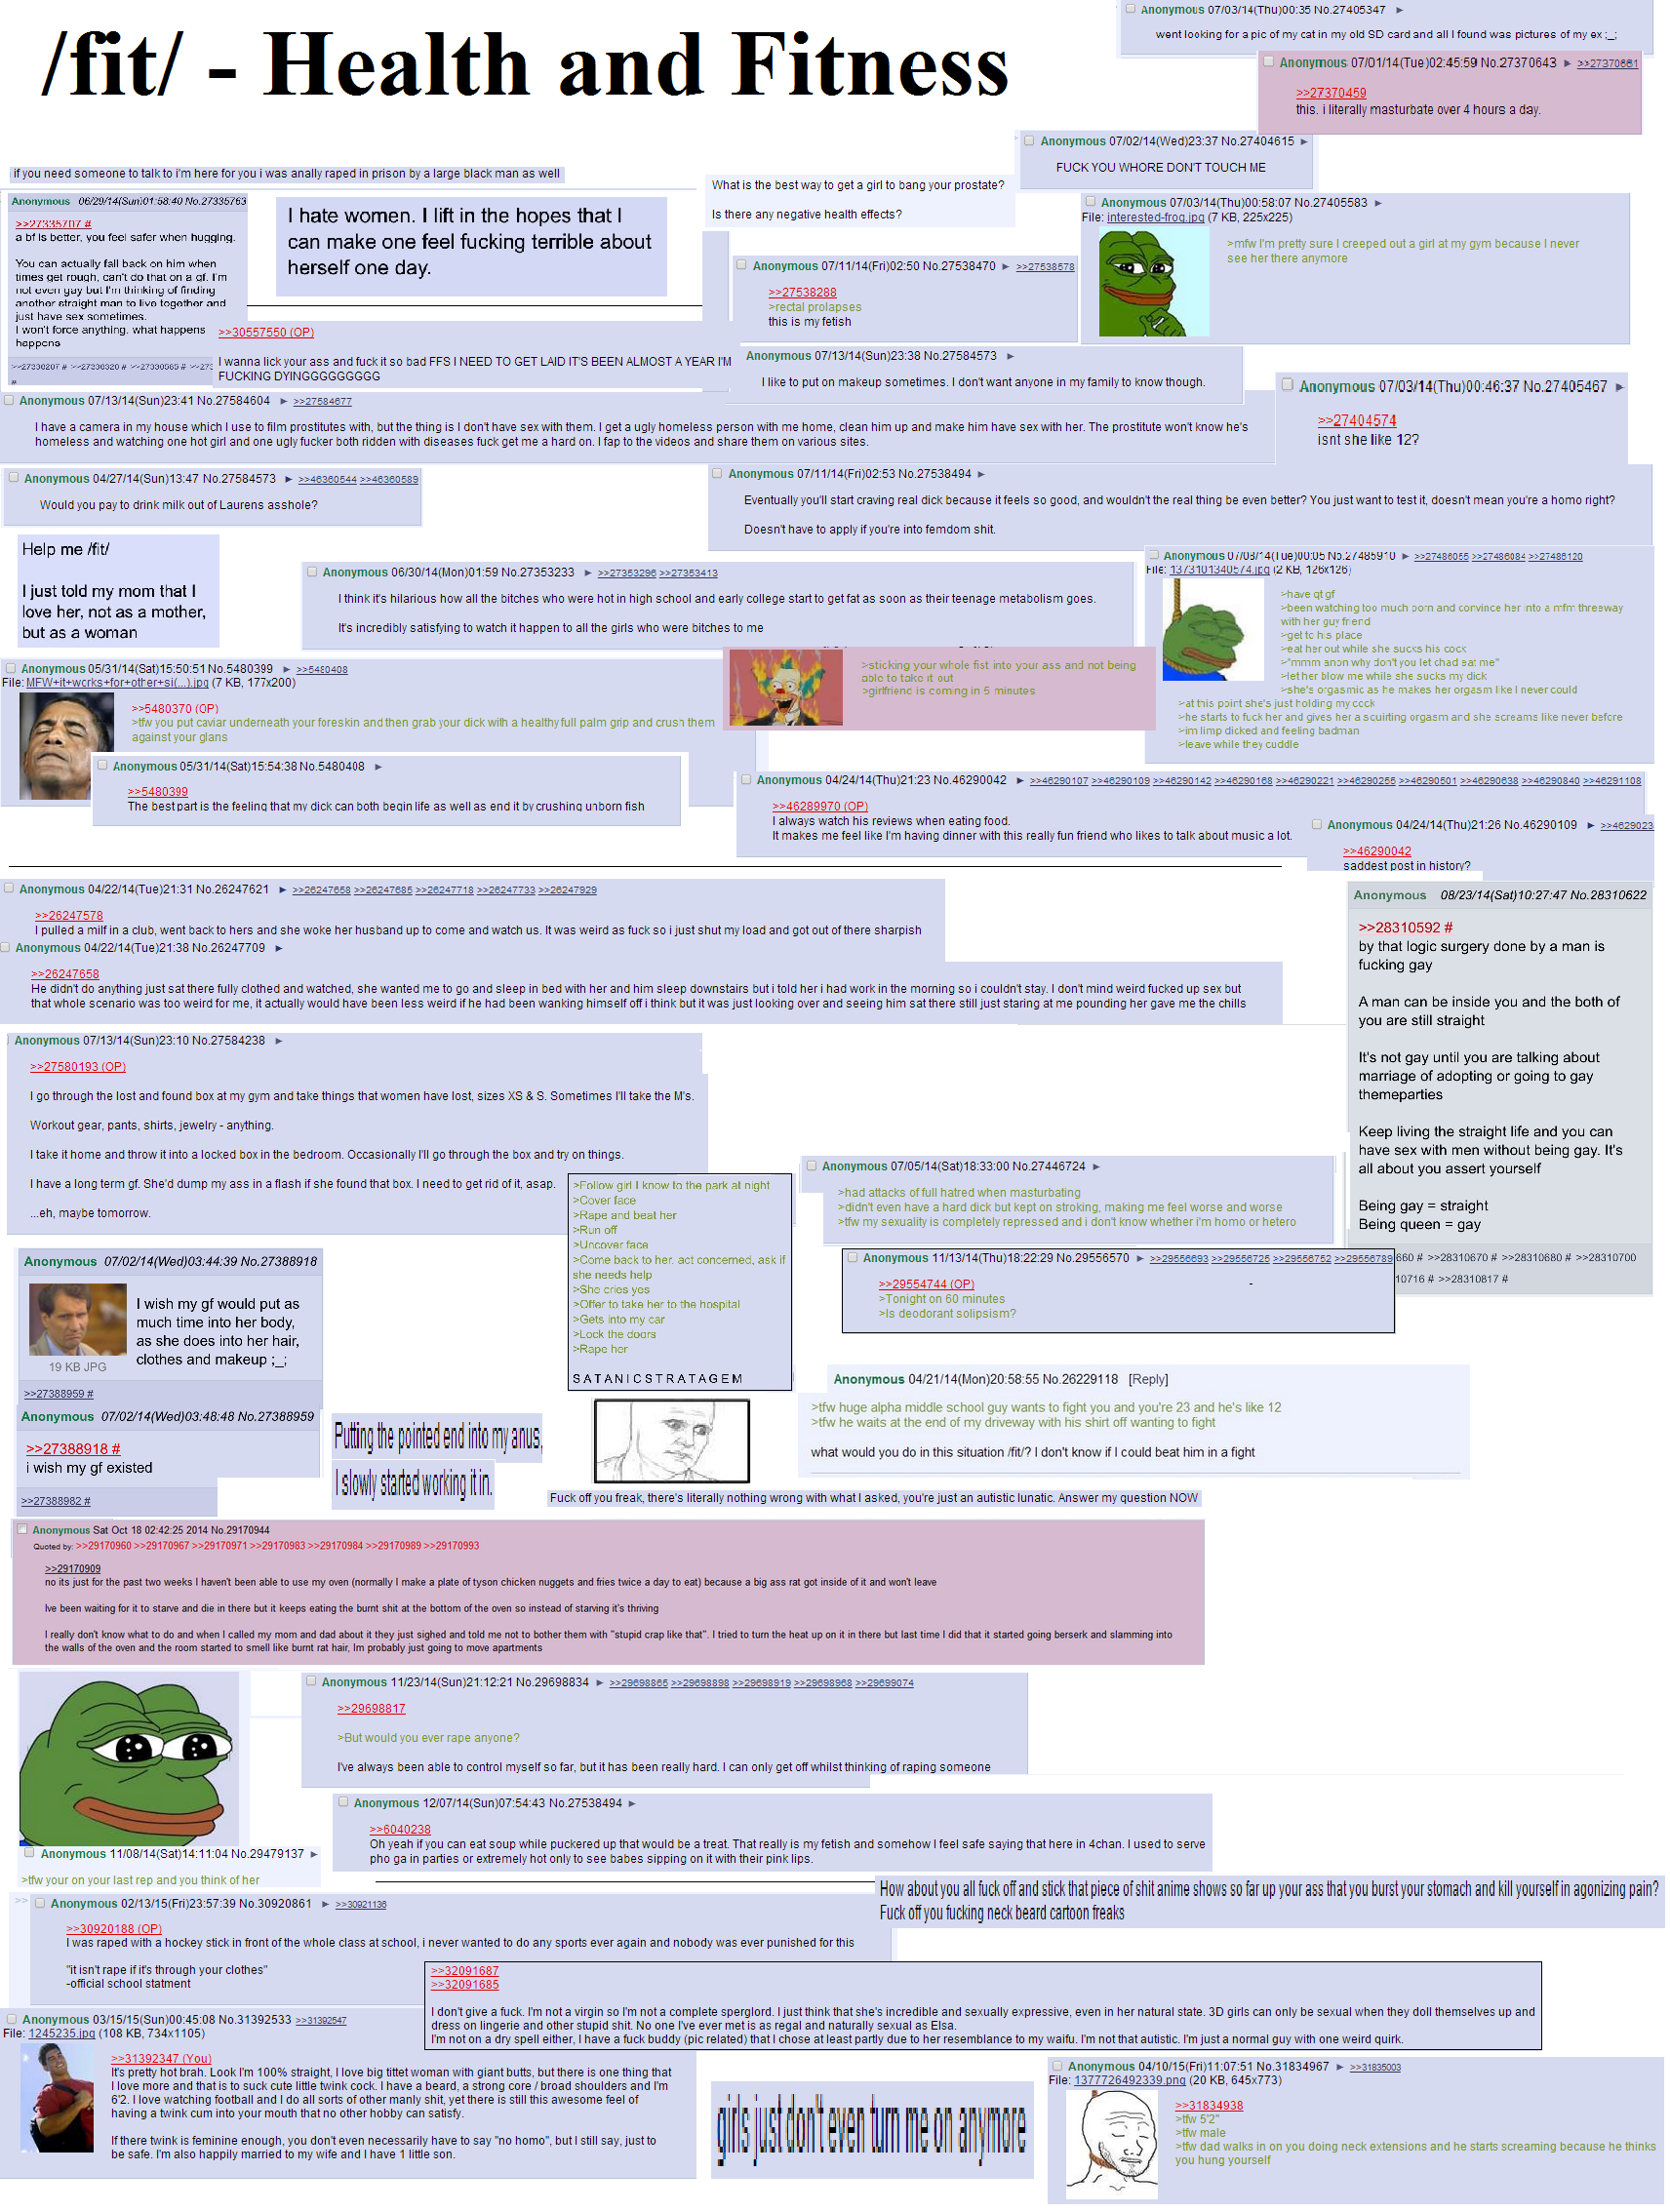 /fit/ - Health and Fitness
Anonymous 07/03/14(Thu)00:35 No.27405347 ►
went looking for a pic of my cat in my old SD card and all I found was pictures of my ex ;_;
Anonymous 07/01/14(Tue)02:45:59 No.27370643 ► >>27370661
>>27370459
this. i literally masturbate over 4 hours a day.
Anonymous 07/02/14(Wed)23:37 No.27404615 ►
FUCK YOU WHORE DON'T TOUCH ME
if you need someone to talk to i'm here for you i was anally raped in prison by a large black man as well
Anonymous 06/29/14(Sun)01:58:40 No.27335763
>>27335707 #
a bf is better, you feel safer when hugging.
You can actually fall back on him when
times get rough, can't do that on a gf. I'm
not even gay but I'm thinking of finding
another straight man to live together and
just have sex sometimes.
I won't force anything. what happens
happens
>>27336207 # >>27336320 # >>27336565 # >>273
#
I hate women. I lift in the hopes that I
can make one feel fucking terrible about
herself one day.
What is the best way to get a girl to bang your prostate?
Is there any negative health effects?
Anonymous 07/03/14(Thu)00:58:07 No.27405583 ►
File: interested-frog.jpg (7 KB, 225x225)
>mfw I'm pretty sure I creeped out a girl at my gym because I never
see her there anymore
Anonymous 07/11/14(Fri)02:50 No.27538470 ► >>27538578
>>27538288
>rectal prolapses
this is my fetish
>>30557550 (OP)
I wanna lick your ass and fuck it so bad FFS I NEED TO GET LAID IT'S BEEN ALMOST A YEAR I'M
FUCKING DYINGGGGGGGGG
Anonymous 07/13/14(Sun)23:38 No.27584573 ►
I like to put on makeup sometimes. I don't want anyone in my family to know though.
Anonymous 07/03/14(Thu)00:46:37 No.27405467 ►
>>27404574
isnt she like 12?
Anonymous 07/13/14(Sun)23:41 No.27584604 ► >>27584677
I have a camera in my house which I use to film prostitutes with, but the thing is I don't have sex with them. I get a ugly homeless person with me home, clean him up and make him have sex with her. The prostitute won't know he's
homeless and watching one hot girl and one ugly fucker both ridden with diseases fuck get me a hard on. I fap to the videos and share them on various sites.
Anonymous 04/27/14(Sun)13:47 No.27584573 ► >>46360544 >>46360589
Would you pay to drink milk out of Laurens asshole?
Anonymous 07/11/14(Fri)02:53 No.27538494 ►
Eventually you'll start craving real dick because it feels so good, and wouldn't the real thing be even better? You just want to test it, doesn't mean you're a homo right?
Doesn't have to apply if you're into femdom shit.
Help me /fit/
I just told my mom that I
love her, not as a mother,
but as a woman
Anonymous 06/30/14(Mon)01:59 No.27353233 ► >>27353296 >>27353413
I think it's hilarious how all the bitches who were hot in high school and early college start to get fat as soon as their teenage metabolism goes.
It's incredibly satisfying to watch it happen to all the girls who were bitches to me
Anonymous 07/08/14(Tue)00:05 No.27485910 ► >>27486055 >>27486084 >>27486120
File: 1373101340574.jpg (2 KB, 126x126)
>have qt gf
>been watching too much porn and convince her into a mfm threeway
with her guy friend
>get to his place
>eat her out while she sucks his cock
>"mmm anon why don't you let chad eat me"
>let her blow me while she sucks my dick
>she's orgasmic as he makes her orgasm like I never could
>at this point she's just holding my cock
>he starts to fuck her and gives her a squirting orgasm and she screams like never before
>im limp dicked and feeling badman
>leave while they cuddle
Anonymous 05/31/14(Sat)15:50:51 No.5480399 ► >>5480408
File: MFW+it+works+for+other+si(...).jpg (7 KB, 177x200)
>>5480370 (OP)
>tfw you put caviar underneath your foreskin and then grab your dick with a healthy full palm grip and crush them
against your glans
>sticking your whole fist into your ass and not being
able to take it out
>girlfriend is coming in 5 minutes
Anonymous 05/31/14(Sat)15:54:38 No.5480408 ►
>>5480399
The best part is the feeling that my dick can both begin life as well as end it by crushing unborn fish
Anonymous 04/24/14(Thu)21:23 No.46290042 ► >>46290107 >>46290109 >>46290142 >>46290168 >>46290221 >>46290255 >>46290501 >>46290638 >>46290840 >>46291108
>>46289970 (OP)
I always watch his reviews when eating food.
It makes me feel like I'm having dinner with this really fun friend who likes to talk about music a lot.
Anonymous 04/24/14(Thu)21:26 No.46290109 ► >>4629023
>>46290042
saddest post in history?
Anonymous 04/22/14(Tue)21:31 No.26247621 ► >>26247658 >>26247685 >>26247718 >>26247733 >>26247929
>>26247578
I pulled a milf in a club, went back to hers and she woke her husband up to come and watch us. It was weird as fuck so i just shut my load and got out of there sharpish
Anonymous 04/22/14(Tue)21:38 No.26247709 ►
>>26247658
He didn't do anything just sat there fully clothed and watched, she wanted me to go and sleep in bed with her and him sleep downstairs but i told her i had work in the morning so i couldn't stay. I don't mind weird fucked up sex but
that whole scenario was too weird for me, it actually would have been less weird if he had been wanking himself off i think but it was just looking over and seeing him sat there still just staring at me pounding her gave me the chills
Anonymous 08/23/14(Sat)10:27:47 No.28310622
>>28310592 #
by that logic surgery done by a man is
fucking gay
A man can be inside you and the both of
you are still straight
It's not gay until you are talking about
marriage of adopting or going to gay
themeparties
Keep living the straight life and you can
have sex with men without being gay. It's
all about you assert yourself
Being gay = straight
Being queen = gay
660 # >>28310670 # >>28310680 # >>28310700
10716 # >>28310817 #
Anonymous 07/13/14(Sun)23:10 No.27584238 ►
>>27580193 (OP)
I go through the lost and found box at my gym and take things that women have lost, sizes XS & S. Sometimes I'll take the M's.
Workout gear, pants, shirts, jewelry - anything.
I take it home and throw it into a locked box in the bedroom. Occasionally I'll go through the box and try on things.
I have a long term gf. She'd dump my ass in a flash if she found that box. I need to get rid of it, asap.
...eh, maybe tomorrow.
>Follow girl I know to the park at night
>Cover face
>Rape and beat her
>Run off
>Uncover face
>Come back to her. act concerned, ask if
she needs help
>She cries yes
>Offer to take her to the hospital
>Gets into my car
>Lock the doors
>Rape her
S A T A N I C S T R A T A G E M
Anonymous 07/05/14(Sat)18:33:00 No.27446724 ►
>had attacks of full hatred when masturbating
>didn't even have a hard dick but kept on stroking, making me feel worse and worse
>tfw my sexuality is completely repressed and i don't know whether i'm homo or hetero
Anonymous 11/13/14(Thu)18:22:29 No.29556570 ► >>29556693 >>29556725 >>29556752 >>29556789
>>29554744 (OP)
>Tonight on 60 minutes
>Is deodorant solipsism?
Anonymous 07/02/14(Wed)03:44:39 No.27388918
I wish my gf would put as
much time into her body,
as she does into her hair,
clothes and makeup ;_;
19 KB JPG
>>27388959 #
Anonymous 07/02/14(Wed)03:48:48 No.27388959
>>27388918 #
i wish my gf existed
>>27388982 #
Putting the pointed end into my anus,
I slowly started working it in.
Anonymous 04/21/14(Mon)20:58:55 No.26229118 [Reply]
>tfw huge alpha middle school guy wants to fight you and you're 23 and he's like 12
>tfw he waits at the end of my driveway with his shirt off wanting to fight
what would you do in this situation /fit/? I don't know if I could beat him in a fight
Fuck off you freak, there's literally nothing wrong with what I asked, you're just an autistic lunatic. Answer my question NOW
Anonymous Sat Oct 18 02:42:25 2014 No.29170944
Quoted by: >>29170960 >>29170967 >>29170971 >>29170983 >>29170984 >>29170989 >>29170993
>>29170909
no its just for the past two weeks I haven't been able to use my oven (normally I make a plate of tyson chicken nuggets and fries twice a day to eat) because a big ass rat got inside of it and won't leave
Ive been waiting for it to starve and die in there but it keeps eating the burnt shit at the bottom of the oven so instead of starving it's thriving
I really don't know what to do and when I called my mom and dad about it they just sighed and told me not to bother them with "stupid crap like that". I tried to turn the heat up on it in there but last time I did that it started going berserk and slamming into
the walls of the oven and the room started to smell like burnt rat hair, Im probably just going to move apartments
Anonymous 11/23/14(Sun)21:12:21 No.29698834 ► >>29698865 >>29698898 >>29698919 >>29698968 >>29699074
>>29698817
>But would you ever rape anyone?
I've always been able to control myself so far, but it has been really hard. I can only get off whilst thinking of raping someone
Anonymous 12/07/14(Sun)07:54:43 No.27538494 ►
>>6040238
Oh yeah if you can eat soup while puckered up that would be a treat. That really is my fetish and somehow I feel safe saying that here in 4chan. I used to serve
pho ga in parties or extremely hot only to see babes sipping on it with their pink lips.
Anonymous 11/08/14(Sat)14:11:04 No.29479137 ►
>tfw your on your last rep and you think of her
How about you all fuck off and stick that piece of shit anime shows so far up your ass that you burst your stomach and kill yourself in agonizing pain?
Fuck off you fucking neck beard cartoon freaks
>> Anonymous 02/13/15(Fri)23:57:39 No.30920861 ► >>30921136
>>30920188 (OP)
I was raped with a hockey stick in front of the whole class at school, i never wanted to do any sports ever again and nobody was ever punished for this
"it isn't rape if it's through your clothes"
-official school statment
>>32091687
>>32091685
I don't give a fuck. I'm not a virgin so I'm not a complete sperglord. I just think that she's incredible and sexually expressive, even in her natural state. 3D girls can only be sexual when they doll themselves up and
dress on lingerie and other stupid shit. No one I've ever met is as regal and naturally sexual as Elsa.
I'm not on a dry spell either, I have a fuck buddy (pic related) that I chose at least partly due to her resemblance to my waifu. I'm not that autistic. I'm just a normal guy with one weird quirk.
Anonymous 03/15/15(Sun)00:45:08 No.31392533 >>31392547
File: 1245235.jpg (108 KB, 734x1105)
>>31392347 (You)
It's pretty hot brah. Look I'm 100% straight, I love big tittet woman with giant butts, but there is one thing that
I love more and that is to suck cute little twink cock. I have a beard, a strong core / broad shoulders and I'm
6'2. I love watching football and I do all sorts of other manly shit, yet there is still this awesome feel of
having a twink cum into your mouth that no other hobby can satisfy.
If there twink is feminine enough, you don't even necessarily have to say "no homo", but I still say, just to
be safe. I'm also happily married to my wife and I have 1 little son.
girls just don't even turn me on anymore
Anonymous 04/10/15(Fri)11:07:51 No.31834967 ► >>31835003
File: 1377726492339.png (20 KB, 645x773)
>>31834938
>tfw 5'2"
>tfw male
>tfw dad walks in on you doing neck extensions and he starts screaming because he thinks
you hung yourself